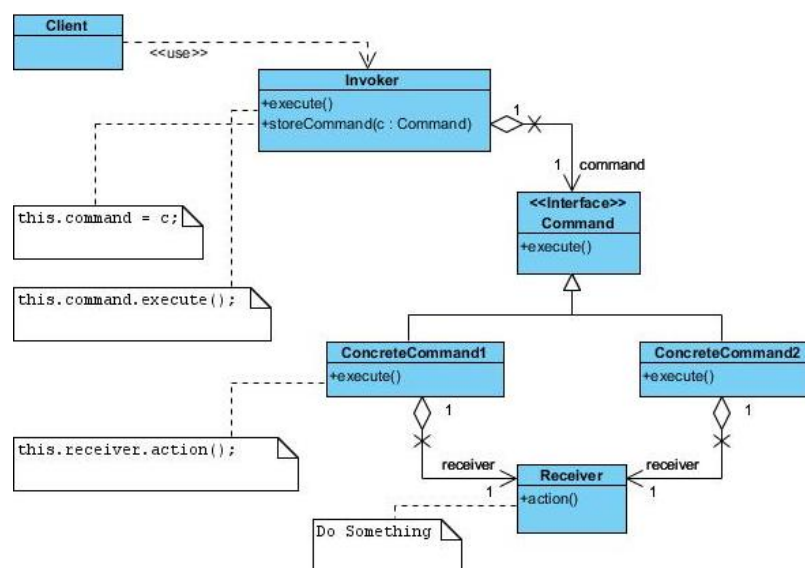 Client
<<use>>
Invoker
+execute()
+storeCommand(c : Command)
1
1 command
this.command = c;
<<Interface>>
Command
+execute()
this.command.execute();
ConcreteCommand1
+execute()
ConcreteCommand2
+execute()
1
1
this.receiver.action();
receiver
receiver
1
1
Receiver
+action()
Do Something